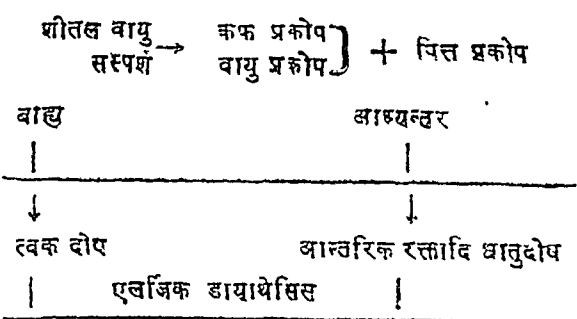 शीतल वायु → कफ प्रकोप
सस्पर्श वायु प्रकोप } + पित्त प्रकोप
बाह्य आभ्यन्तर
त्वक दोष आन्तरिक रक्तादि धातुदोष
एलर्जिक डायाथेसिस